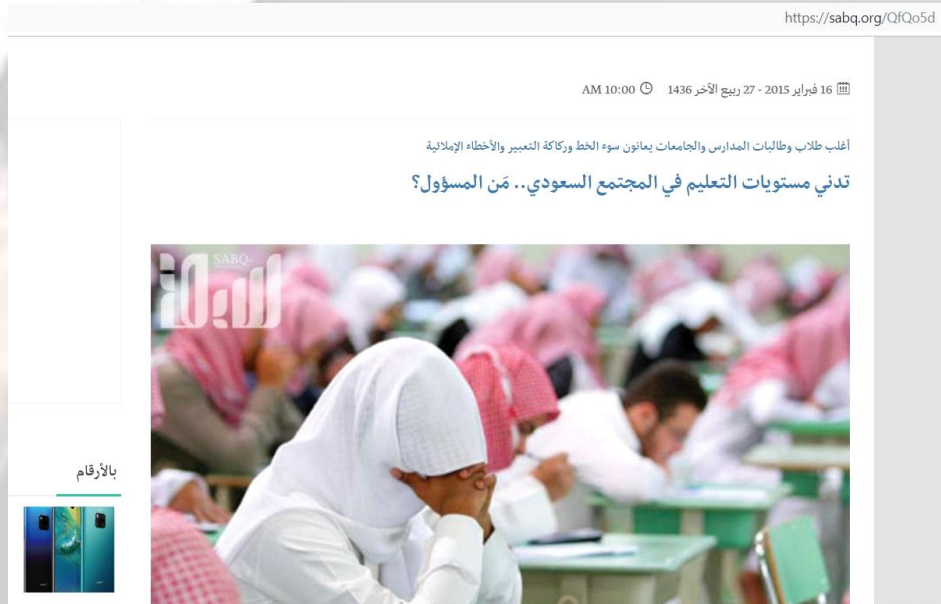 https://sabq.org/QfQo5d
16 فبراير 2015 - 27 ربيع الآخر 1436 10:00 AM
أغلب طلاب وطالبات المدارس والجامعات يعانون سوء الخط وركاكة التعبير والأخطاء الإملائية
تدني مستويات التعليم في المجتمع السعودي.. مَن المسؤول؟
SABQ
سبق
بالأرقام